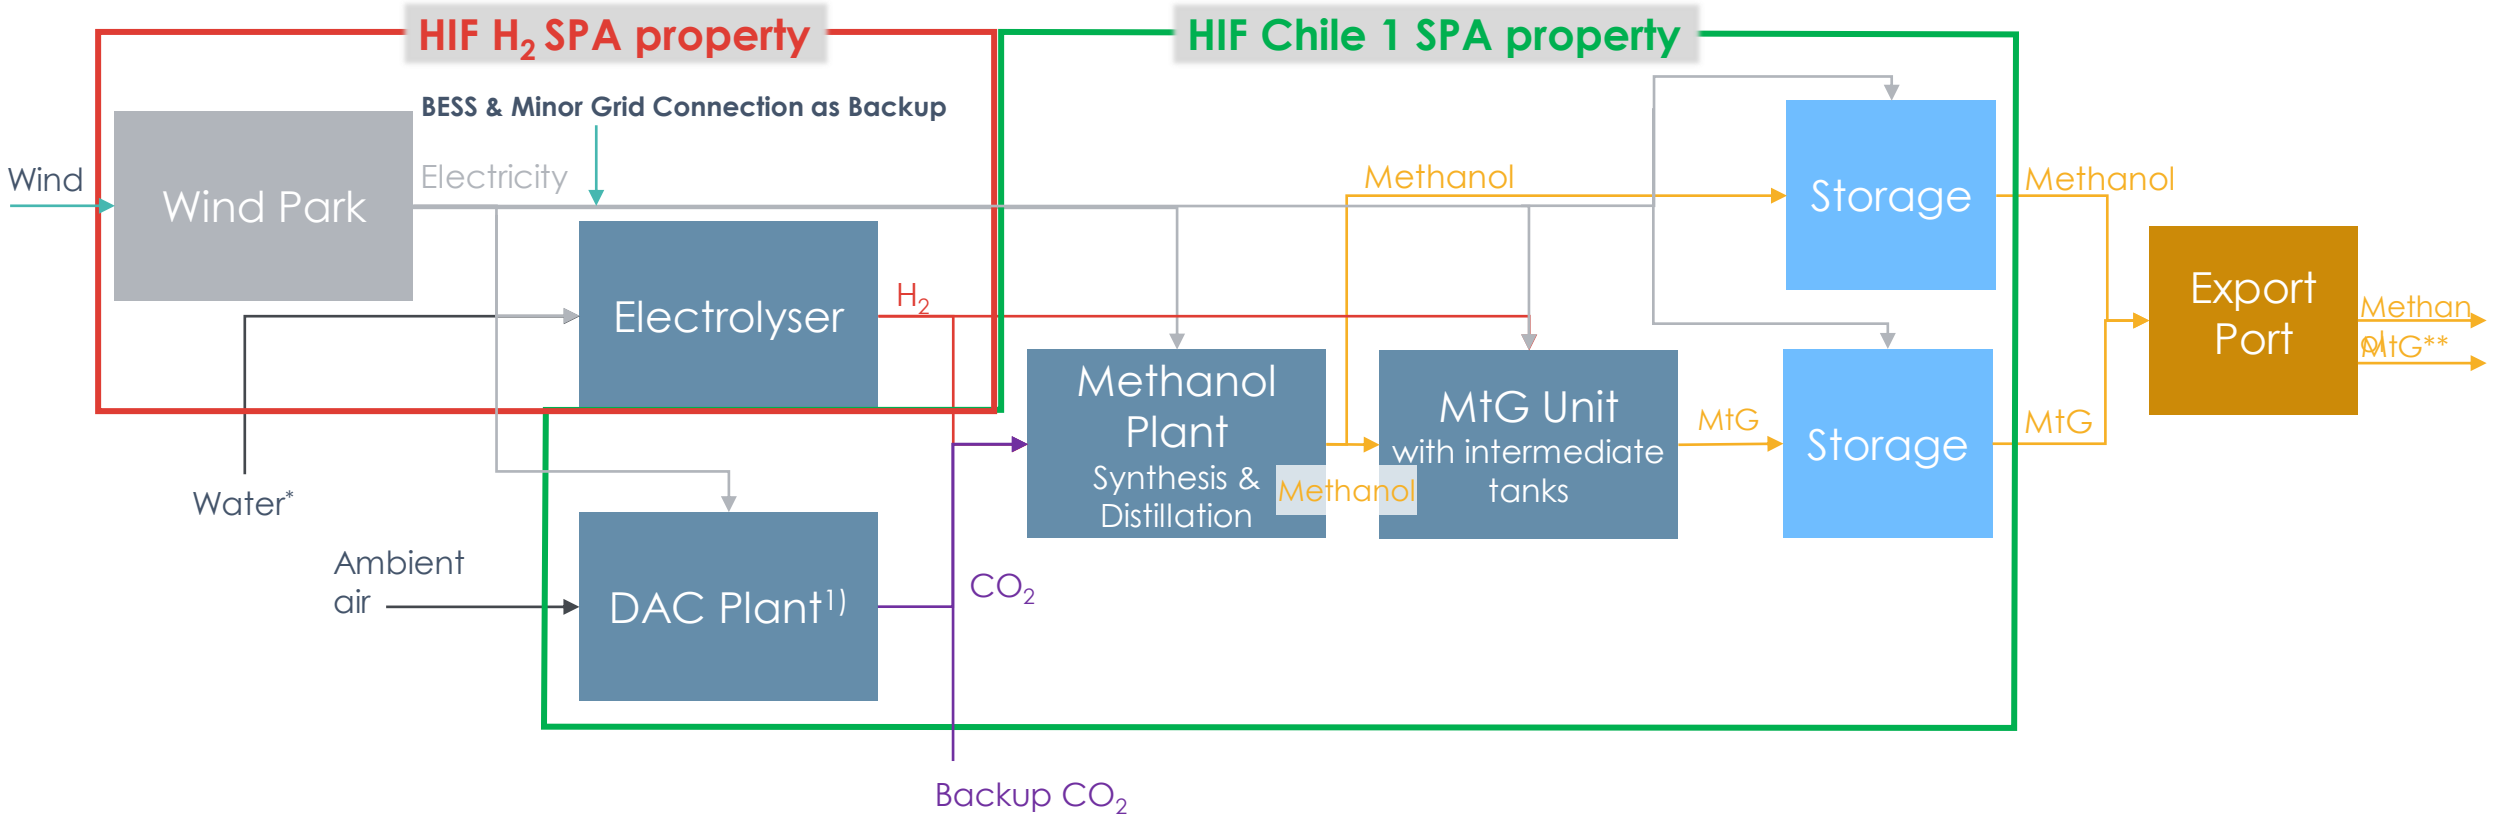 HIF H₂ SPA property
HIF Chile 1 SPA property
BESS & Minor Grid Connection as Backup
Wind
Wind Park
Electricity
Methanol
Storage
Methanol
Electrolyser
H₂
Export
Port
Methan
ol
MtG**
Methanol
Plant
Synthesis &
Distillation
Methanol
MtG Unit
with intermediate
tanks
MtG
Storage
MtG
Water*
Ambient
air
DAC Plant¹⁾
CO₂
Backup CO₂